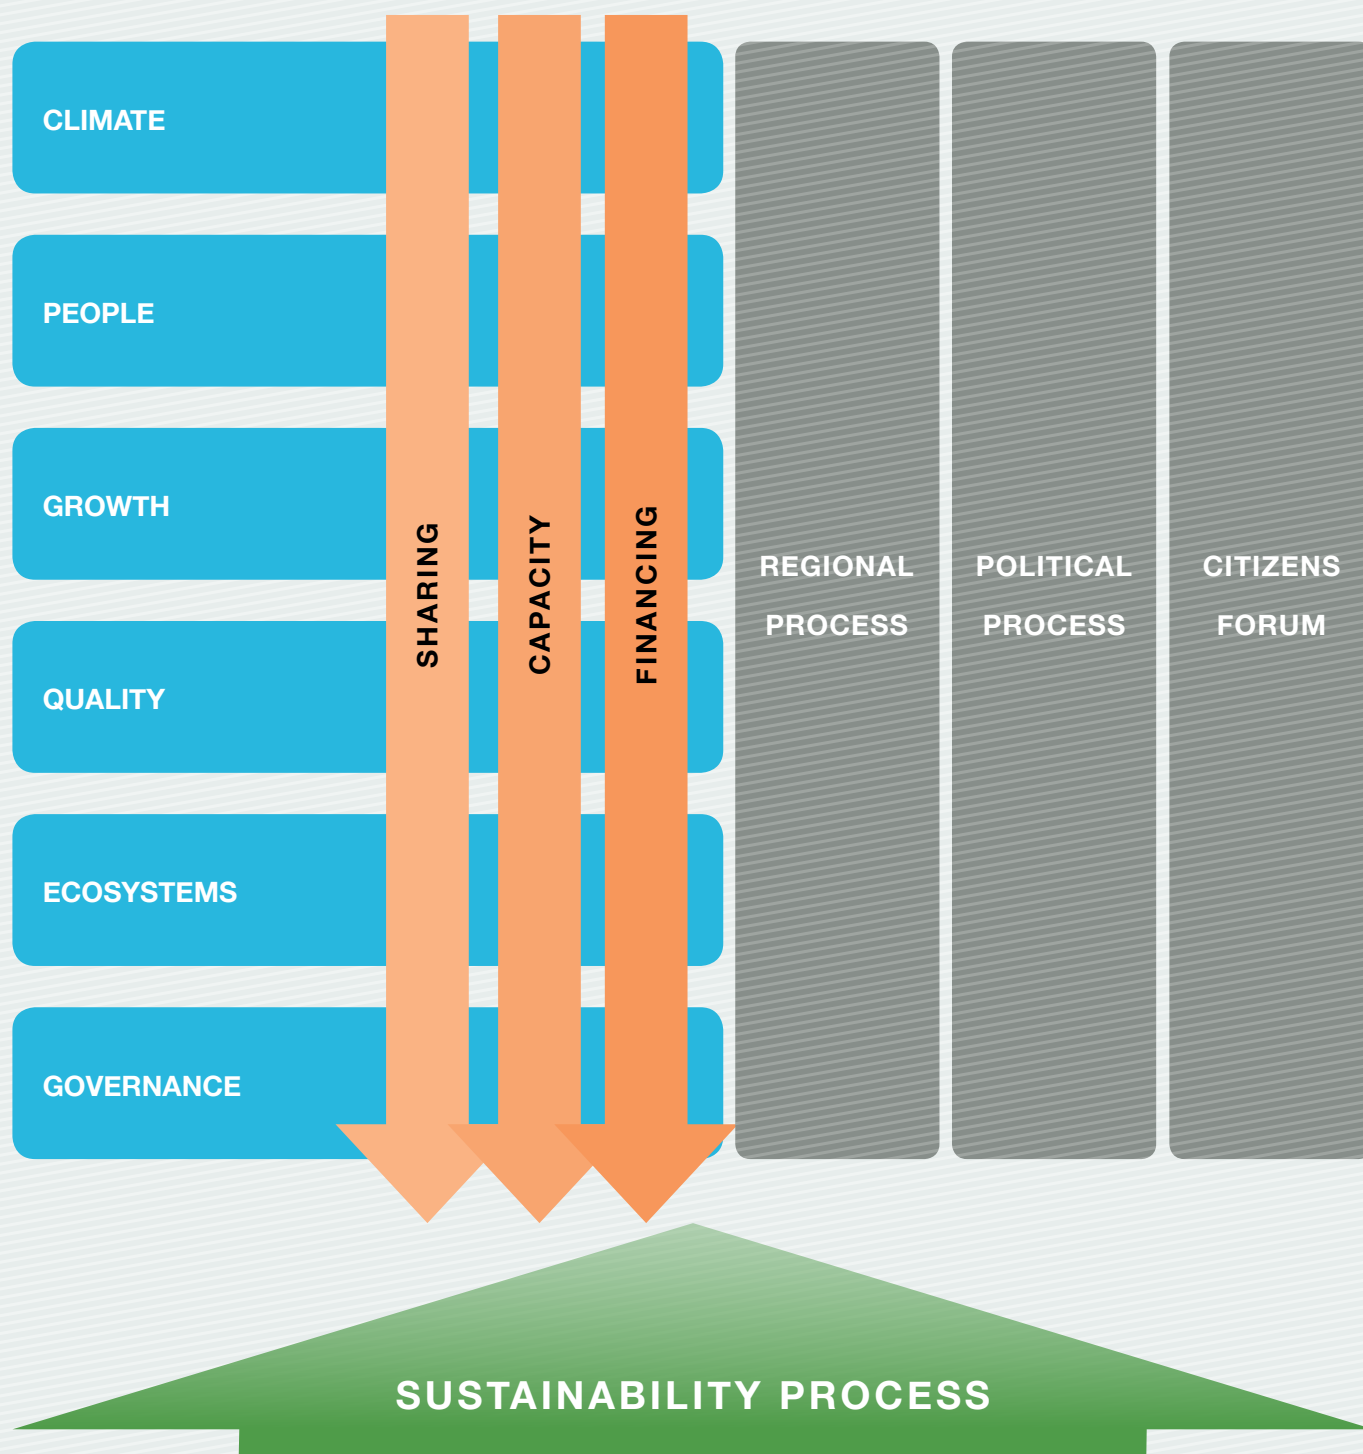 CLIMATE
PEOPLE
GROWTH
QUALITY
ECOSYSTEMS
GOVERNANCE
SHARING
CAPACITY
FINANCING
REGIONAL
PROCESS
POLITICAL
PROCESS
CITIZENS
FORUM
SUSTAINABILITY PROCESS